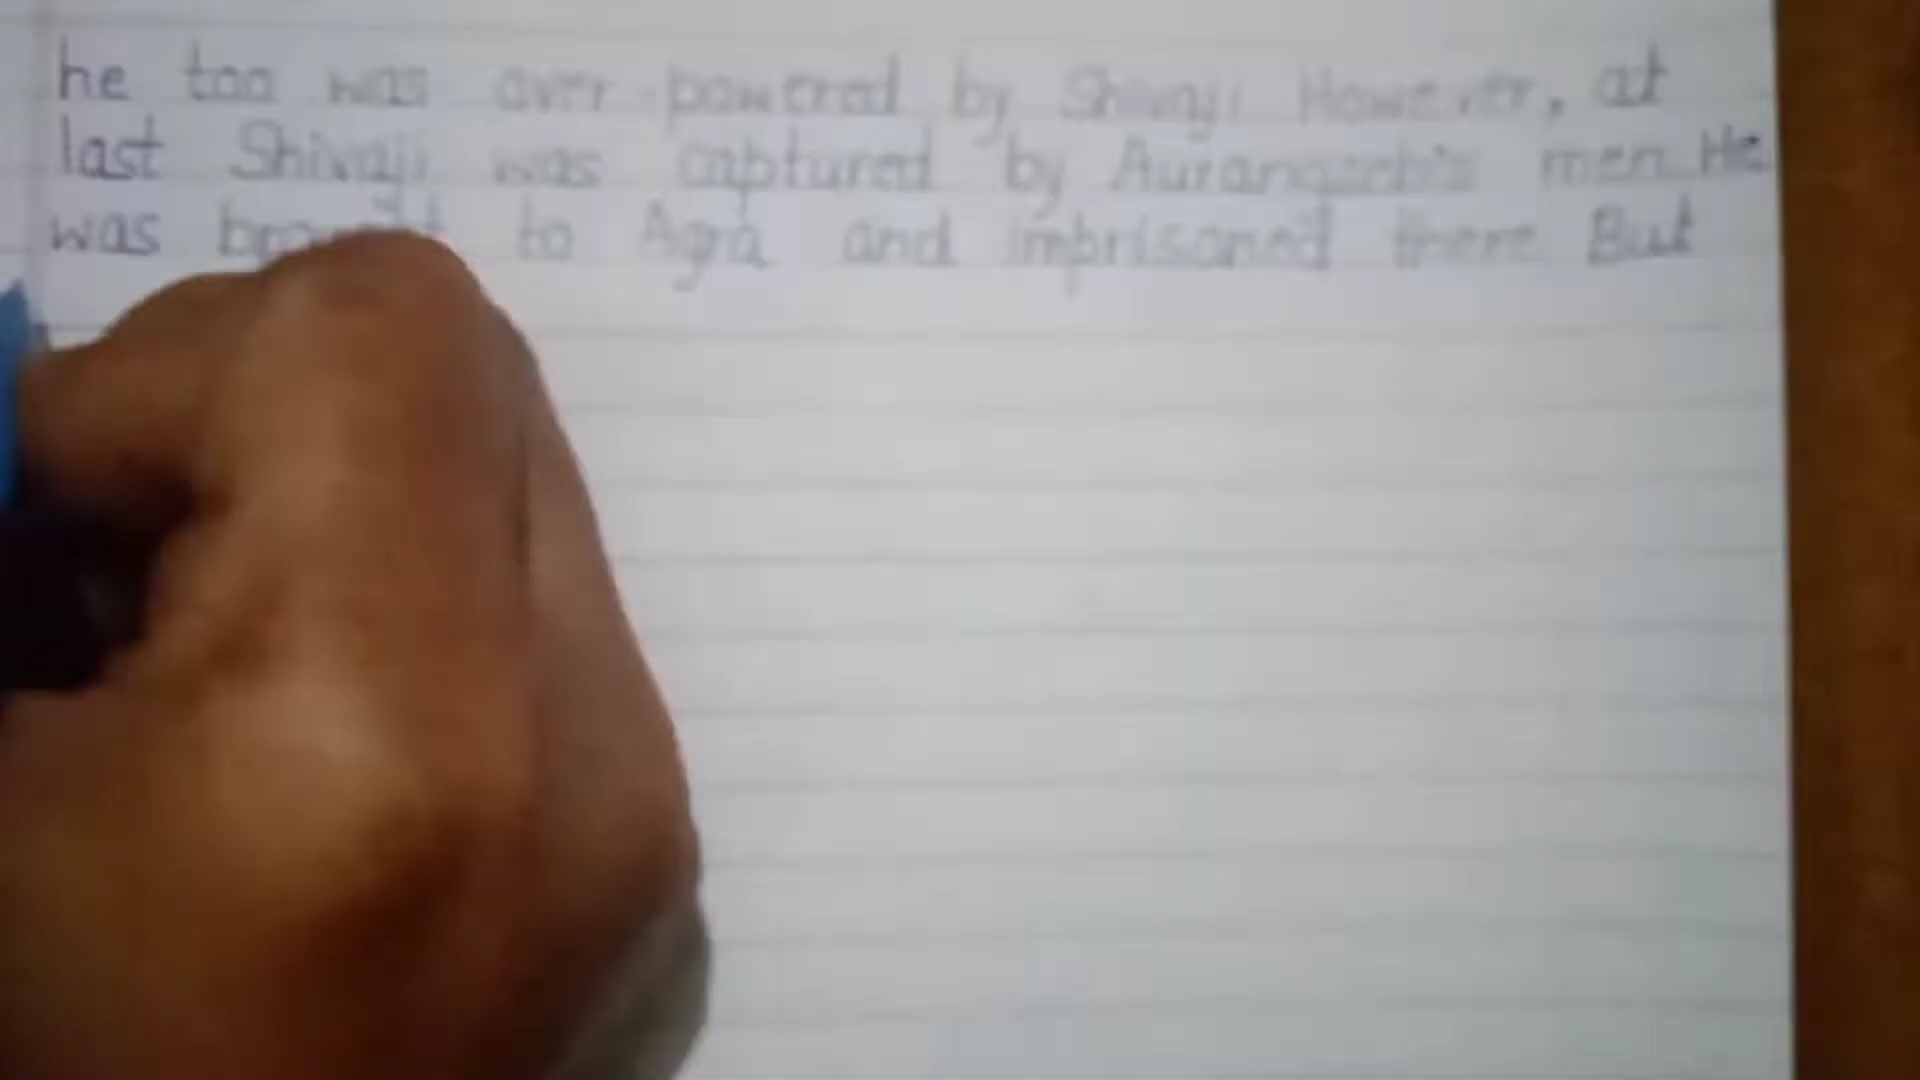 he too was over powered by Shivaji However, at
last Shivaji was captured by Aurangzeb's men He
was to Agra and imprisoned there But